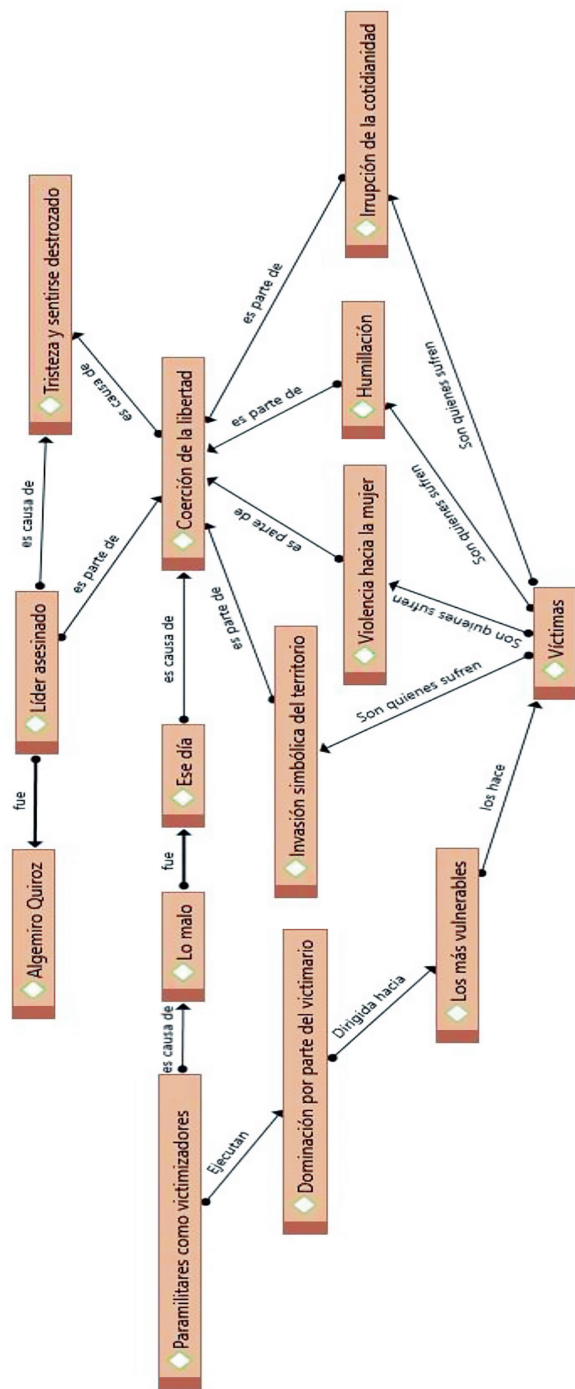 Algemiro Quiroz
fue
Líder asesinado
es causa de
Tristeza y sentirse destrozado
es parte de
es causa de
Paramilitares como victimizadores
es causa de
Lo malo
fue
Ese día
es causa de
Coerción de la libertad
Ejecutan
es parte de
es parte de
es parte de
es parte de
Dominación por parte del victimario
Invasión simbólica del territorio
Violencia hacia la mujer
Humillación
Irrupción de la cotidianidad
Dirigida hacia
Son quienes sufren
Son quienes sufren
Son quienes sufren
Son quienes sufren
Los más vulnerables
los hace
Víctimas